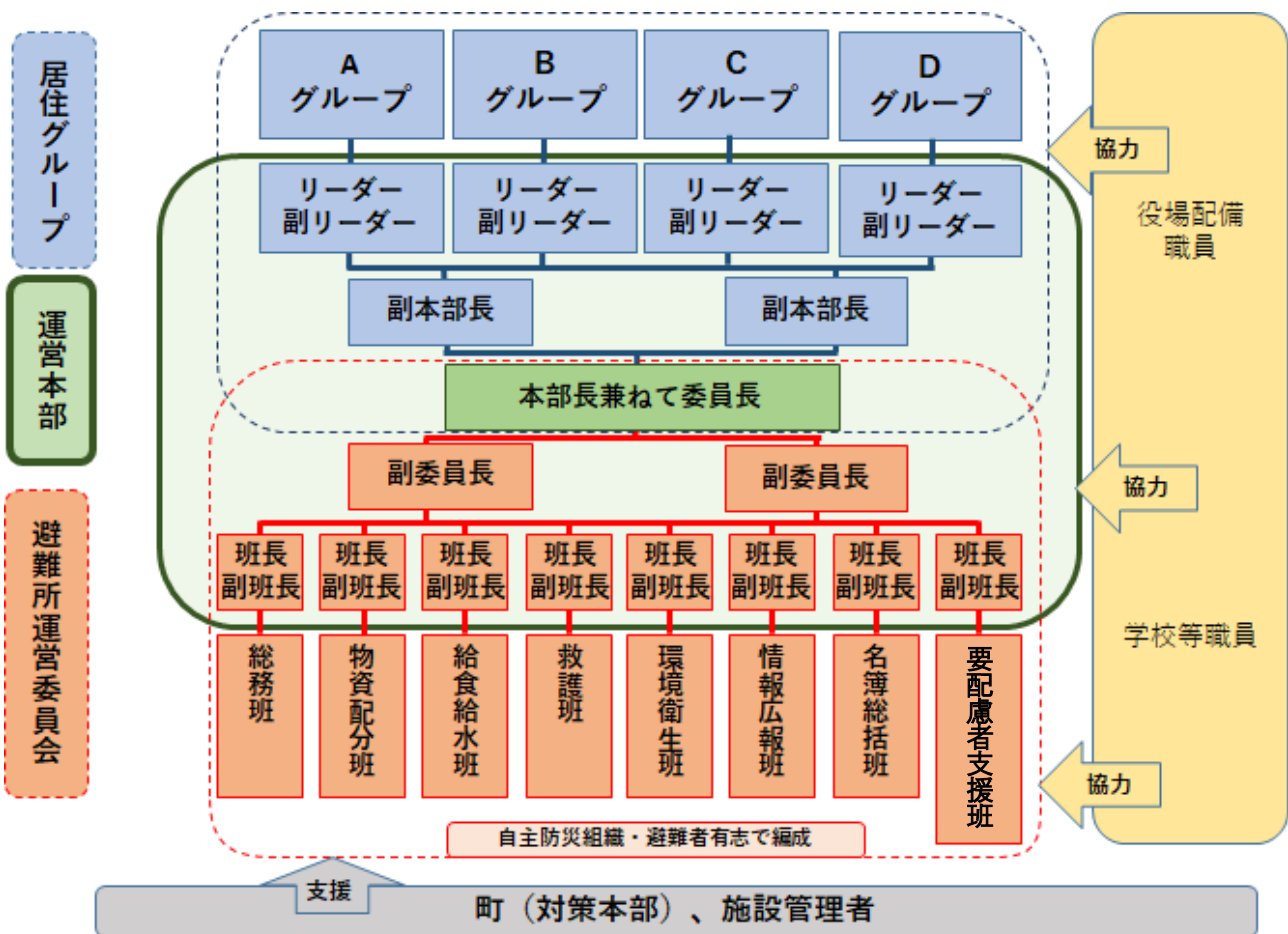 居住グループ
運営本部
避難所運営委員会
A
グループ
B
グループ
C
グループ
D
グループ
リーダー
副リーダー
リーダー
副リーダー
リーダー
副リーダー
リーダー
副リーダー
副本部長
副本部長
本部長兼ねて委員長
副委員長
副委員長
班長
副班長
班長
副班長
班長
副班長
班長
副班長
班長
副班長
班長
副班長
班長
副班長
班長
副班長
総務班
物資配分班
給食給水班
救護班
環境衛生班
情報広報班
名簿総括班
要配慮者支援班
自主防災組織・避難者有志で編成
協力
役場配備
職員
協力
学校等職員
協力
支援
町（対策本部）、施設管理者